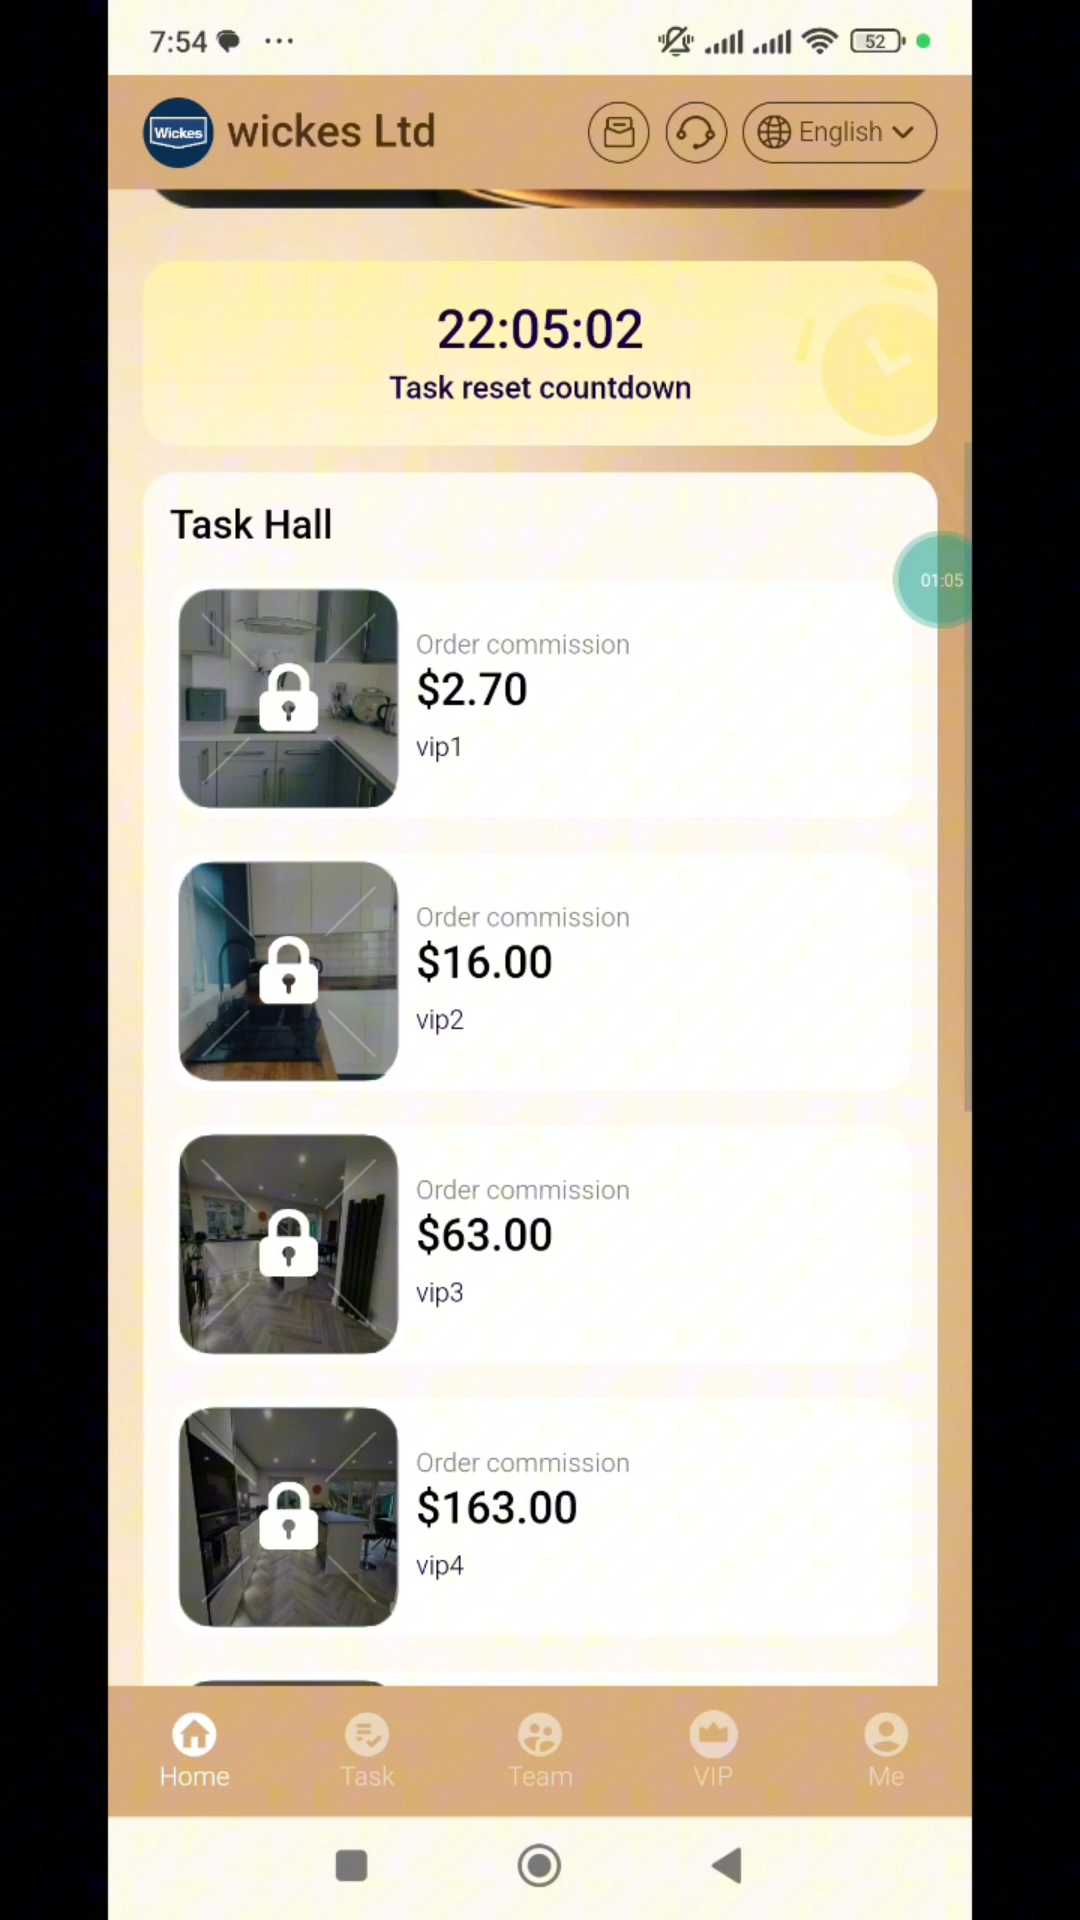 7:54
52
Wickes
wickes Ltd
English
22:05:02
Task reset countdown
Task Hall
01:05
Order commission
$2.70
vip1
Order commission
$16.00
vip2
Order commission
$63.00
vip3
Order commission
$163.00
vip4
Home
Task
Team
VIP
Me